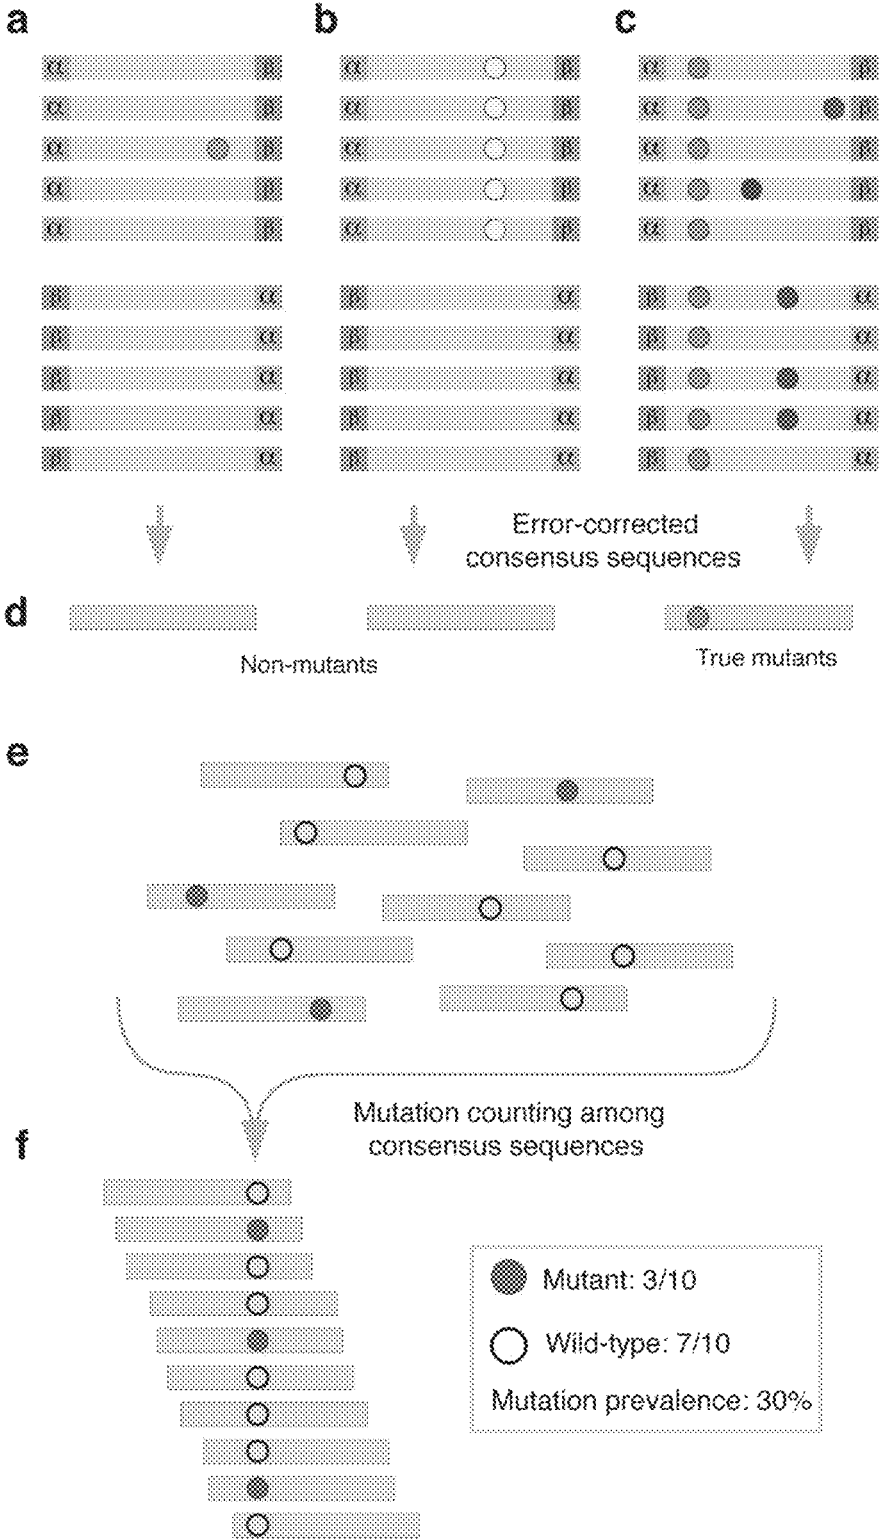 a b c
α β α β α β
α β α β α β
α β α β α β
α β α β α β
α β α β α β
β α β α β α
β α β α β α
β α β α β α
β α β α β α
β α β α β α
Error-corrected
consensus sequences
d
Non-mutants
True mutants
e
Mutation counting among
consensus sequences
f
Mutant: 3/10
Wild-type: 7/10
Mutation prevalence: 30%